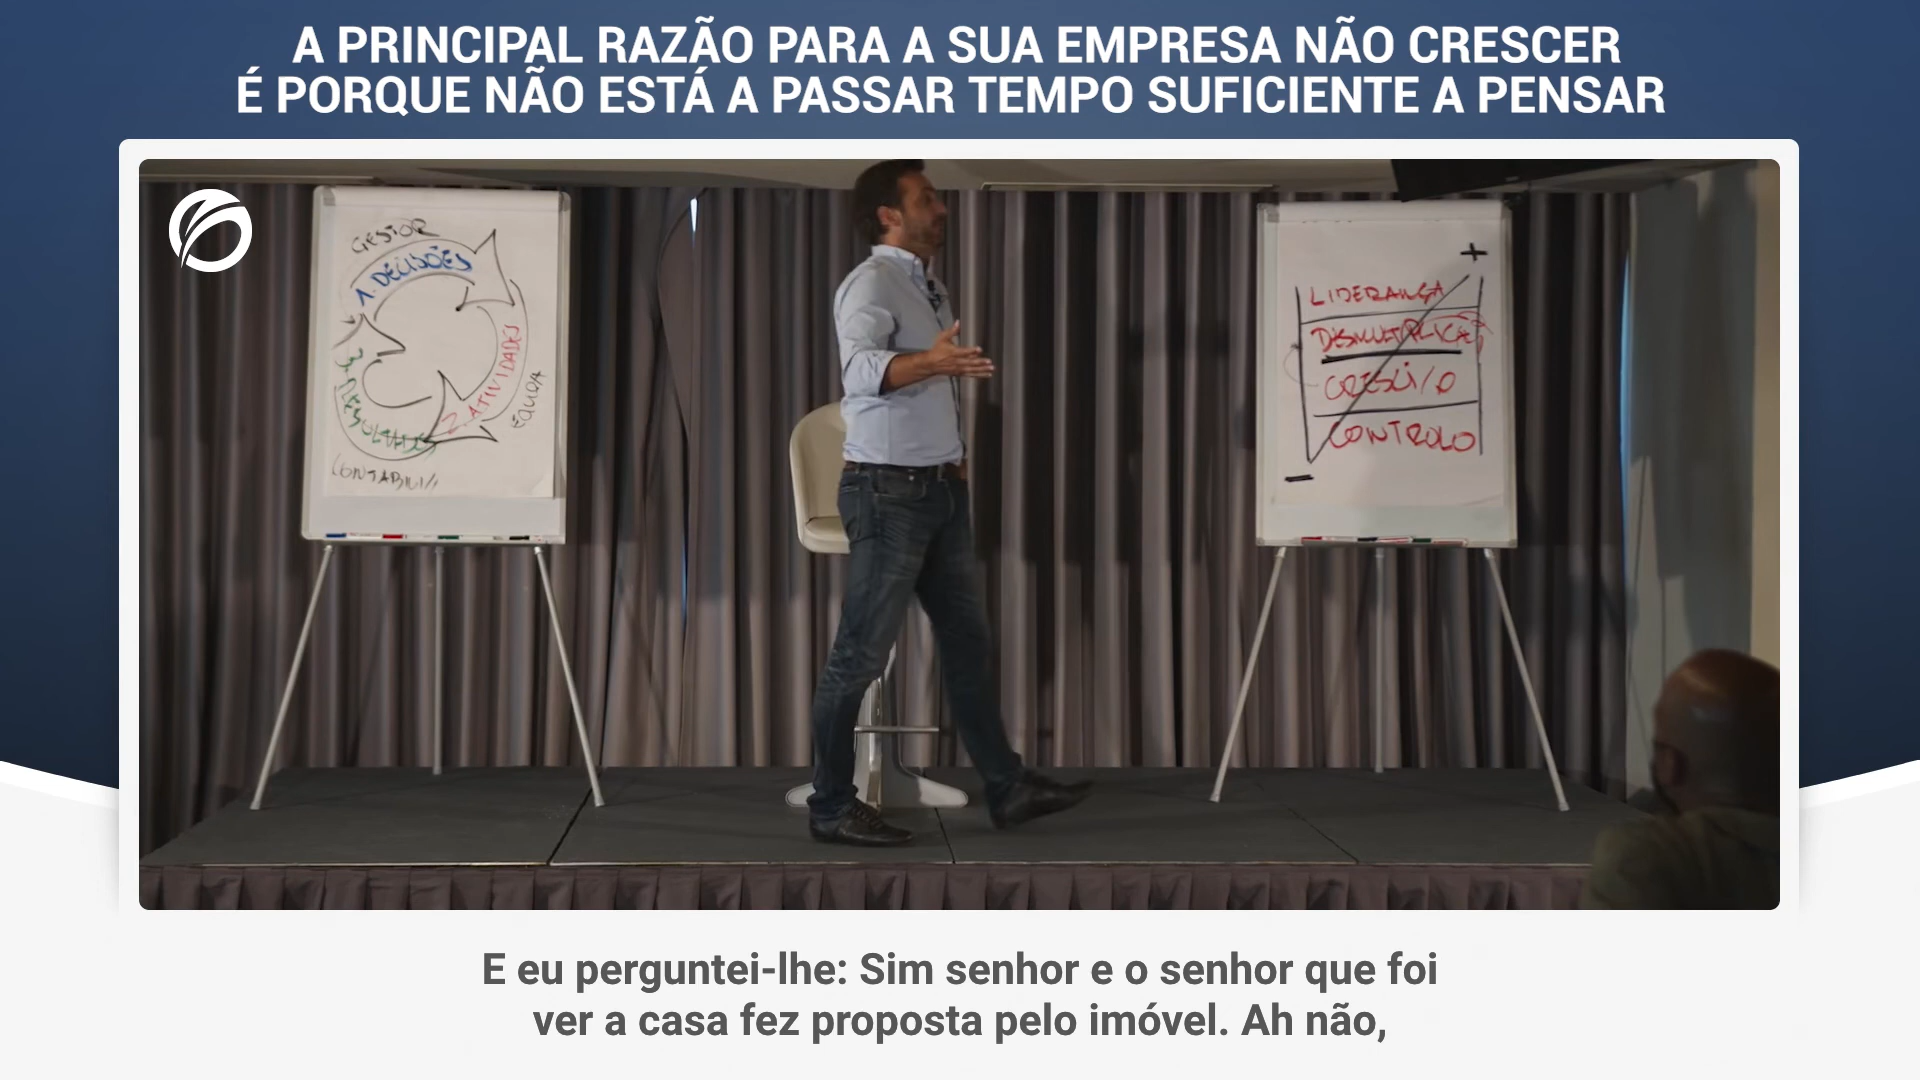 A PRINCIPAL RAZÃO PARA A SUA EMPRESA NÃO CRESCER
É PORQUE NÃO ESTÁ A PASSAR TEMPO SUFICIENTE A PENSAR
GESTOR
1. DECISÕES
2. ATIVIDADES
EQUIPA
3. RESULTADOS
+
LIDERANÇA
CONTROLO
-
E eu perguntei-lhe: Sim senhor e o senhor que foi
ver a casa fez proposta pelo imóvel. Ah não,